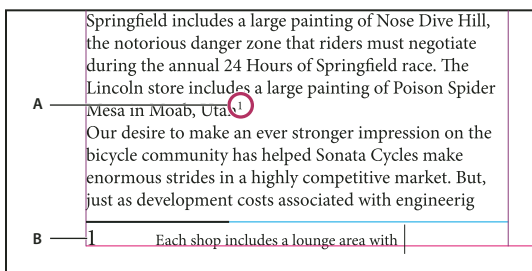 Springfield includes a large painting of Nose Dive Hill,
the notorious danger zone that riders must negotiate
during the annual 24 Hours of Springfield race. The
Lincoln store includes a large painting of Poison Spider
A Mesa in Moab, Utah1
Our desire to make an ever stronger impression on the
bicycle community has helped Sonata Cycles make
enormous strides in a highly competitive market. But,
just as development costs associated with engineerig
B 1 Each shop includes a lounge area with